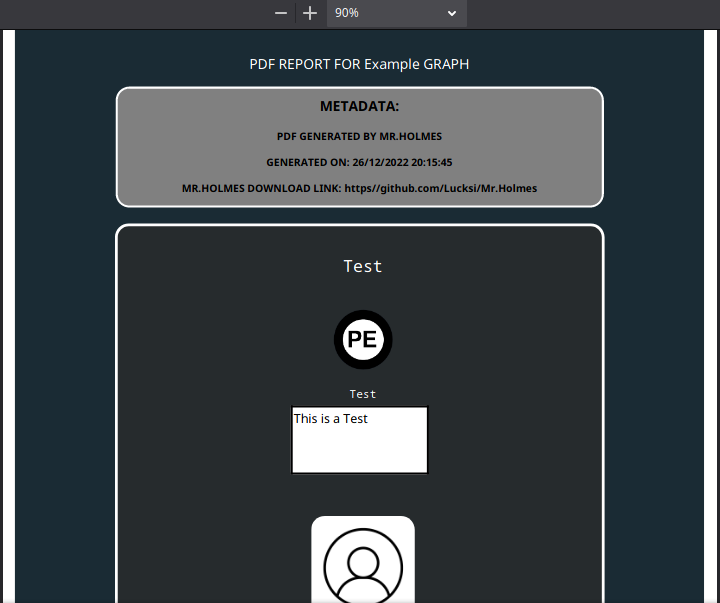 90%
PDF REPORT FOR Example GRAPH
METADATA:
PDF GENERATED BY MR.HOLMES
GENERATED ON: 26/12/2022 20:15:45
MR.HOLMES DOWNLOAD LINK: https//github.com/Lucksi/Mr.Holmes
Test
PE
Test
This is a Test